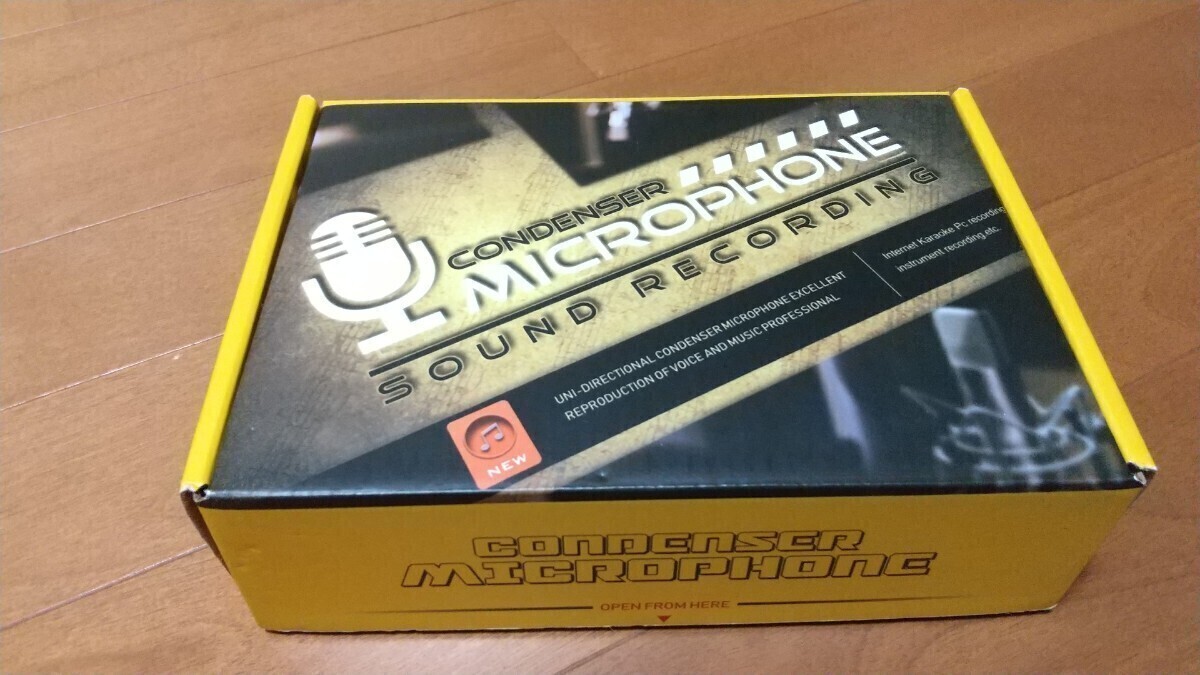 CONDENSER
MICROPHONE
SOUND RECORDING
UNI-DIRECTIONAL CONDENSER MICROPHONE EXCELLENT
REPRODUCTION OF VOICE AND MUSIC PROFESSIONAL
Internet Karaoke Pc recording
instrument recording,etc.
NEW
CONDENSER
MICROPHONE
OPEN FROM HERE